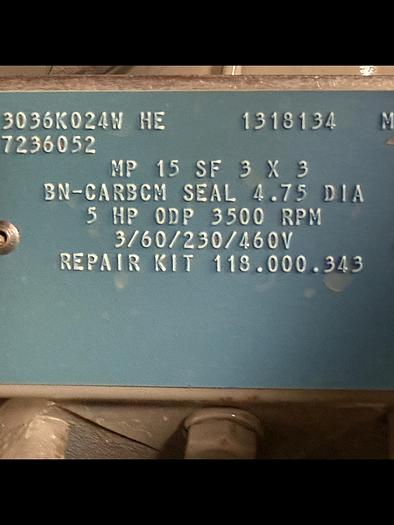 3036K024W HE 1318134 M
7236052
MP 15 SF 3 X 3
BN-CARBCM SEAL 4.75 DIA
5 HP ODP 3500 RPM
3/60/230/460V
REPAIR KIT 118.000.343